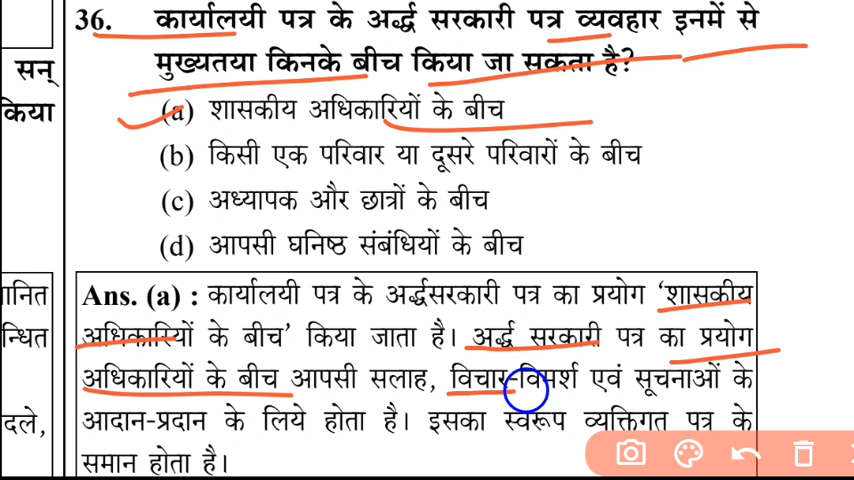 36. कार्यालयी पत्र के अर्द्ध सरकारी पत्र व्यवहार इनमें से
मुख्यतया किनके बीच किया जा सकता है?
(a) शासकीय अधिकारियों के बीच
(b) किसी एक परिवार या दूसरे परिवारों के बीच
(c) अध्यापक और छात्रों के बीच
(d) आपसी घनिष्ठ संबंधियों के बीच
Ans. (a) : कार्यालयी पत्र के अर्द्धसरकारी पत्र का प्रयोग 'शासकीय
अधिकारियों के बीच' किया जाता है। अर्द्ध सरकारी पत्र का प्रयोग
अधिकारियों के बीच आपसी सलाह, विचार-विमर्श एवं सूचनाओं के
आदान-प्रदान के लिये होता है। इसका स्वरूप व्यक्तिगत पत्र के
समान होता है।
सन्
किया
ानित
न्धित
दले,